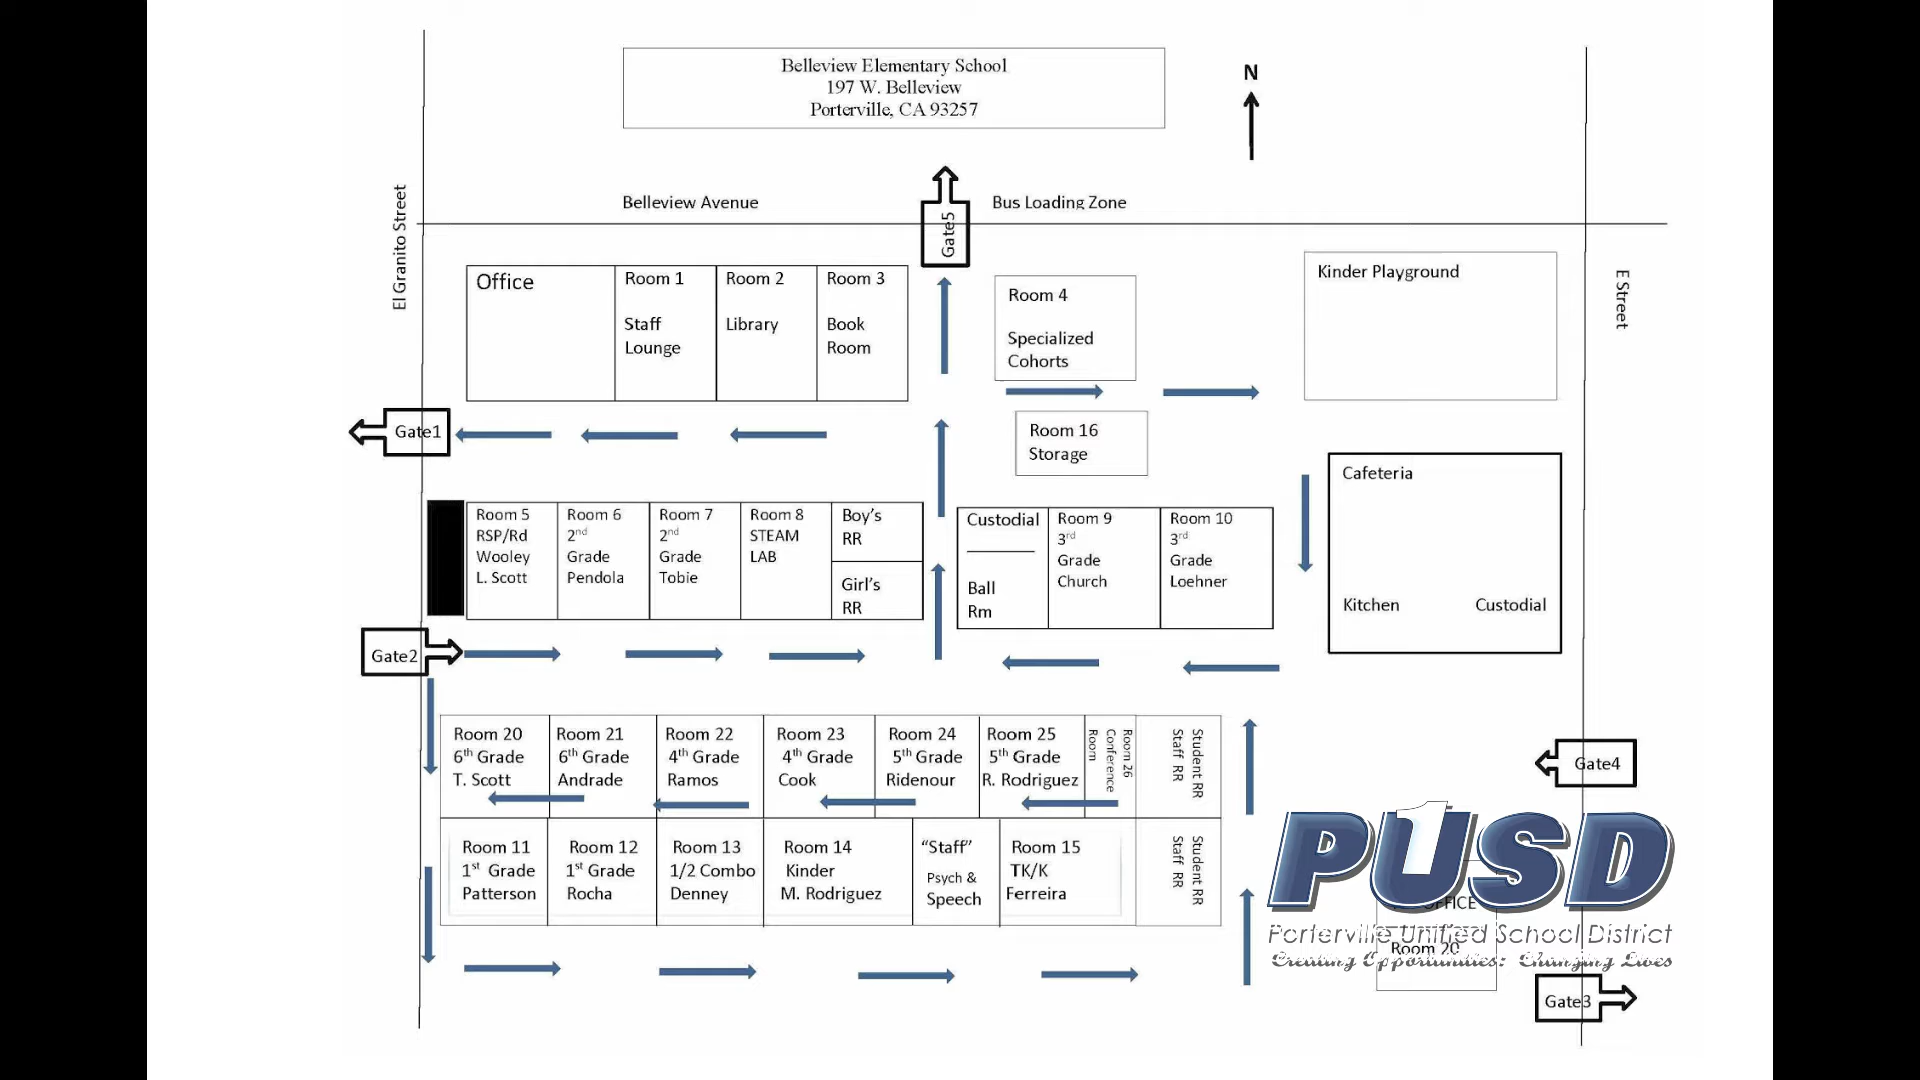 Belleview Elementary School
197 W. Belleview
Porterville, CA 93257
N
El Granito Street
Belleview Avenue
Gate5
Bus Loading Zone
E Street
Office
Room 1
Staff
Lounge
Room 2
Library
Room 3
Book
Room
Room 4
Specialized
Cohorts
Kinder Playground
Gate1
Room 16
Storage
Room 5
RSP/Rd
Wooley
L. Scott
Room 6
2nd
Grade
Pendola
Room 7
2nd
Grade
Tobie
Room 8
STEAM
LAB
Boy’s
RR
Girl’s
RR
Custodial
Ball
Rm
Room 9
3rd
Grade
Church
Room 10
3rd
Grade
Loehner
Cafeteria
Kitchen
Custodial
Gate2
Room 20
6th Grade
T. Scott
Room 21
6th Grade
Andrade
Room 22
4th Grade
Ramos
Room 23
4th Grade
Cook
Room 24
5th Grade
Ridenour
Room 25
5th Grade
R. Rodriguez
Room 26
Conference
Room
Student RR
Staff RR
Gate4
Room 11
1st Grade
Patterson
Room 12
1st Grade
Rocha
Room 13
1/2 Combo
Denney
Room 14
Kinder
M. Rodriguez
“Staff”
Psych &
Speech
Room 15
TK/K
Ferreira
Student RR
Staff RR
PUSD
1
OFFICE
Porterville Unified School District
Room 20
Creating Opportunities: Changing Lives
Gate3